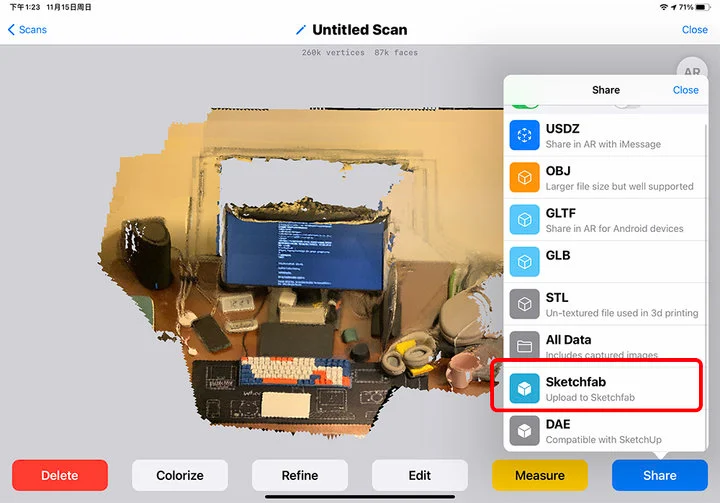 下午1:23 11月15日周日
71%
Scans
Untitled Scan
Close
260k vertices 87k faces
AR
Share
Close
USDZ
Share in AR with iMessage
OBJ
Larger file size but well supported
GLTF
Share in AR for Android devices
GLB
STL
Un-textured file used in 3d printing
All Data
Includes captured images
Sketchfab
Upload to Sketchfab
DAE
Compatible with SketchUp
Delete
Colorize
Refine
Edit
Measure
Share